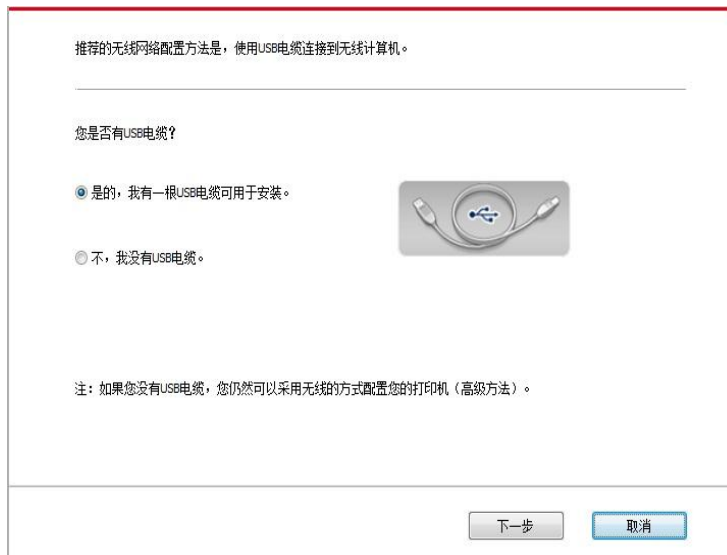 推荐的无线网络配置方法是，使用USB电缆连接到无线计算机。
您是否有USB电缆？
是的，我有一根USB电缆可用于安装。
不，我没有USB电缆。
注：如果您没有USB电缆，您仍然可以采用无线的方式配置您的打印机（高级方法）。
下一步
取消